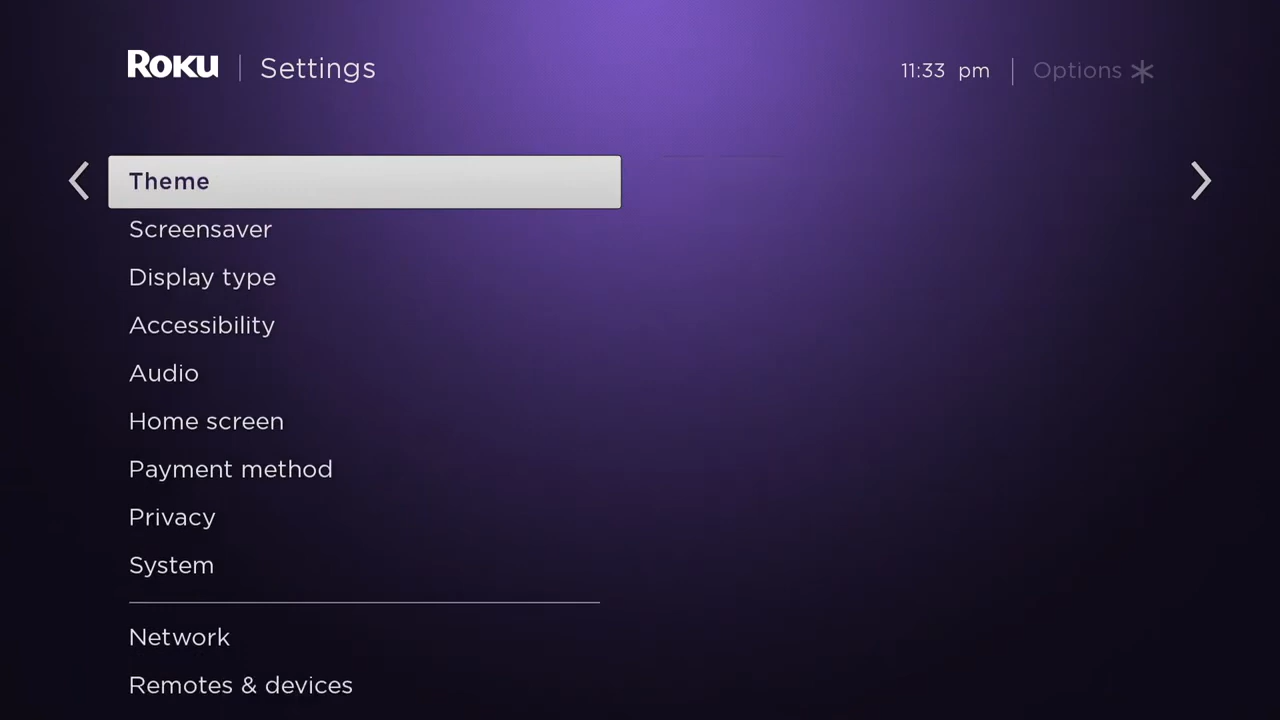 Roku | Settings 11:33 pm | Options
Theme
Screensaver
Display type
Accessibility
Audio
Home screen
Payment method
Privacy
System
Network
Remotes & devices